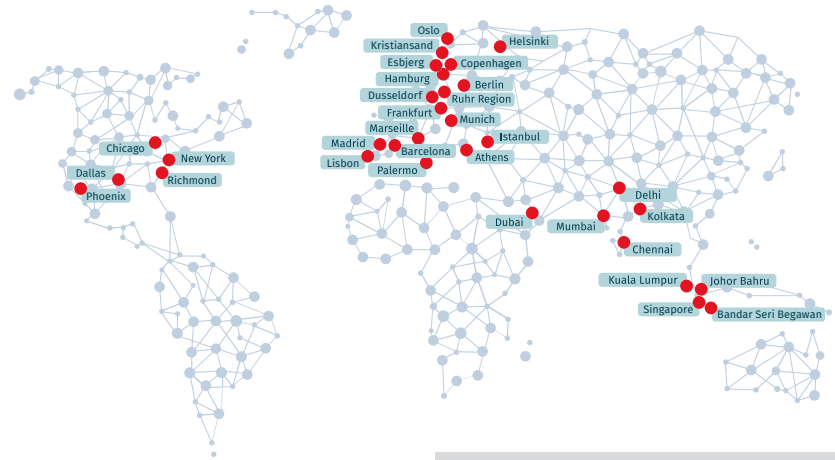 Oslo
Kristiansand
Helsinki
Esbjerg
Copenhagen
Hamburg
Berlin
Dusseldorf
Ruhr Region
Frankfurt
Munich
Marseille
Istanbul
Madrid
Barcelona
Lisbon
Athens
Palermo
Chicago
New York
Dallas
Richmond
Phoenix
Delhi
Dubai
Mumbai
Kolkata
Chennai
Kuala Lumpur
Johor Bahru
Singapore
Bandar Seri Begawan